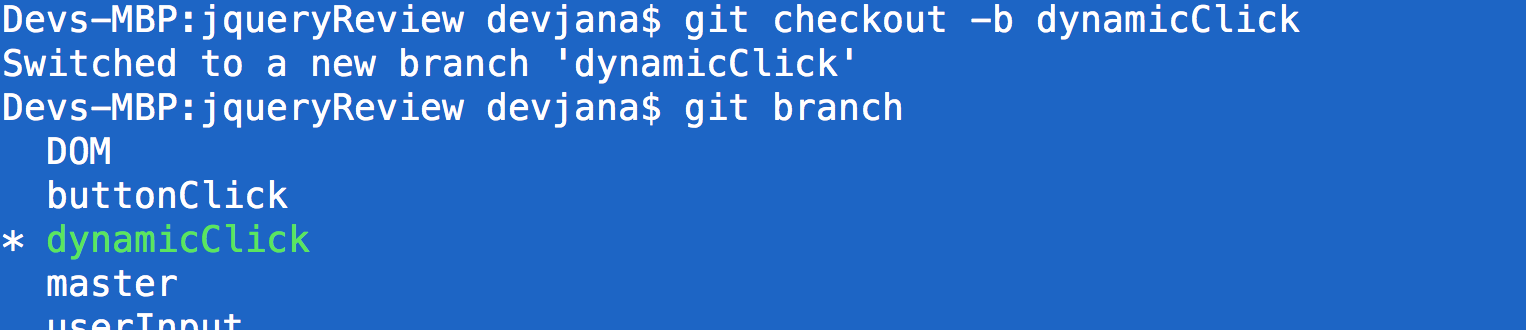 Devs-MBP:jqueryReview devjana$ git checkout -b dynamicClick
Switched to a new branch 'dynamicClick'
Devs-MBP:jqueryReview devjana$ git branch
  DOM
  buttonClick
* dynamicClick
  master
  userInput